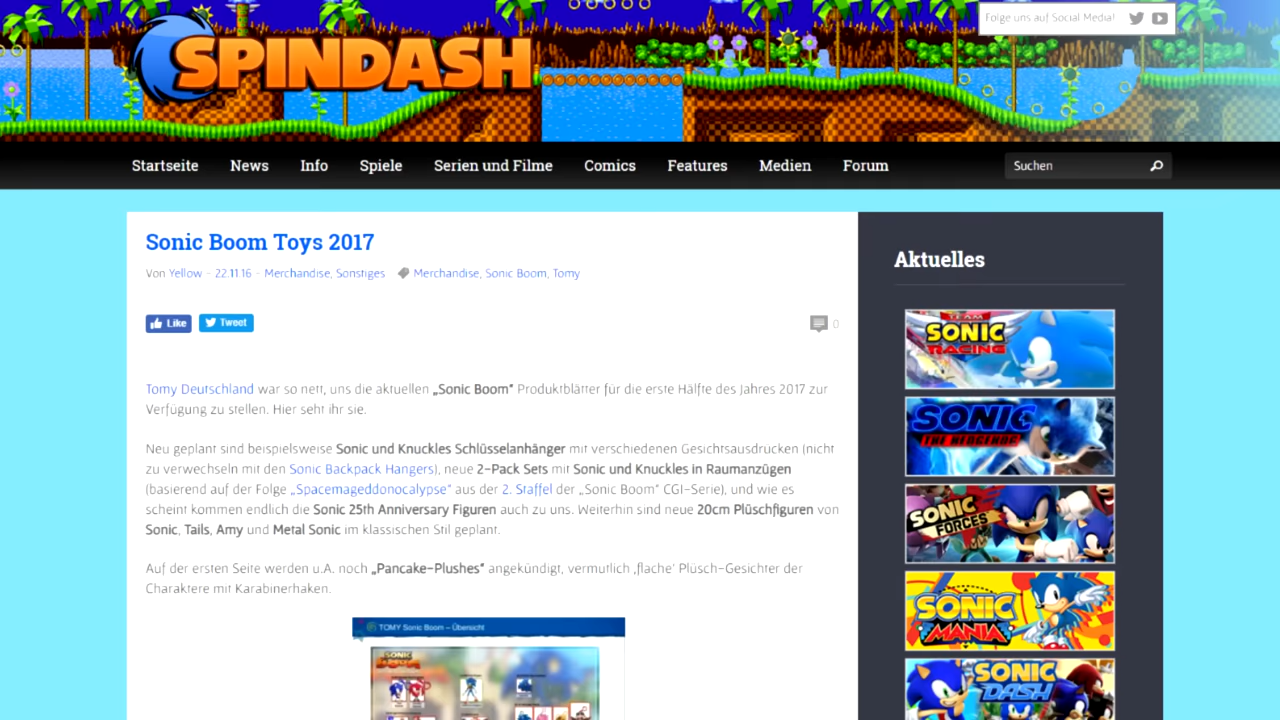 Folge uns auf Social Media!
SPINDASH
Startseite News Info Spiele Serien und Filme Comics Features Medien Forum Suchen
Sonic Boom Toys 2017
Von Yellow - 22.11.16 - Merchandise, Sonstiges Merchandise, Sonic Boom, Tomy
Like Tweet 0
Tomy Deutschland war so nett, uns die aktuellen „Sonic Boom“ Produktblätter für die erste Hälfte des Jahres 2017 zur
Verfügung zu stellen. Hier seht ihr sie.
Neu geplant sind beispielsweise Sonic und Knuckles Schlüsselanhänger mit verschiedenen Gesichtsausdrücken (nicht
zu verwechseln mit den Sonic Backpack Hangers), neue 2-Pack Sets mit Sonic und Knuckles in Raumanzügen
(basierend auf der Folge „Spacemageddonocalypse“ aus der 2. Staffel der „Sonic Boom“ CGI-Serie), und wie es
scheint kommen endlich die Sonic 25th Anniversary Figuren auch zu uns. Weiterhin sind neue 20cm Plüschfiguren von
Sonic, Tails, Amy und Metal Sonic im klassischen Stil geplant.
Auf der ersten Seite werden u.A. noch „Pancake-Plushes“ angekündigt, vermutlich ‚flache‘ Plüsch-Gesichter der
Charaktere mit Karabinerhaken.
TOMY Sonic Boom – Übersicht
SONIC
BOOM
Aktuelles
TEAM
SONIC
RACING
SONIC
THE HEDGEHOG
SONIC
FORCES
SONIC
MANIA
SONIC
DASH